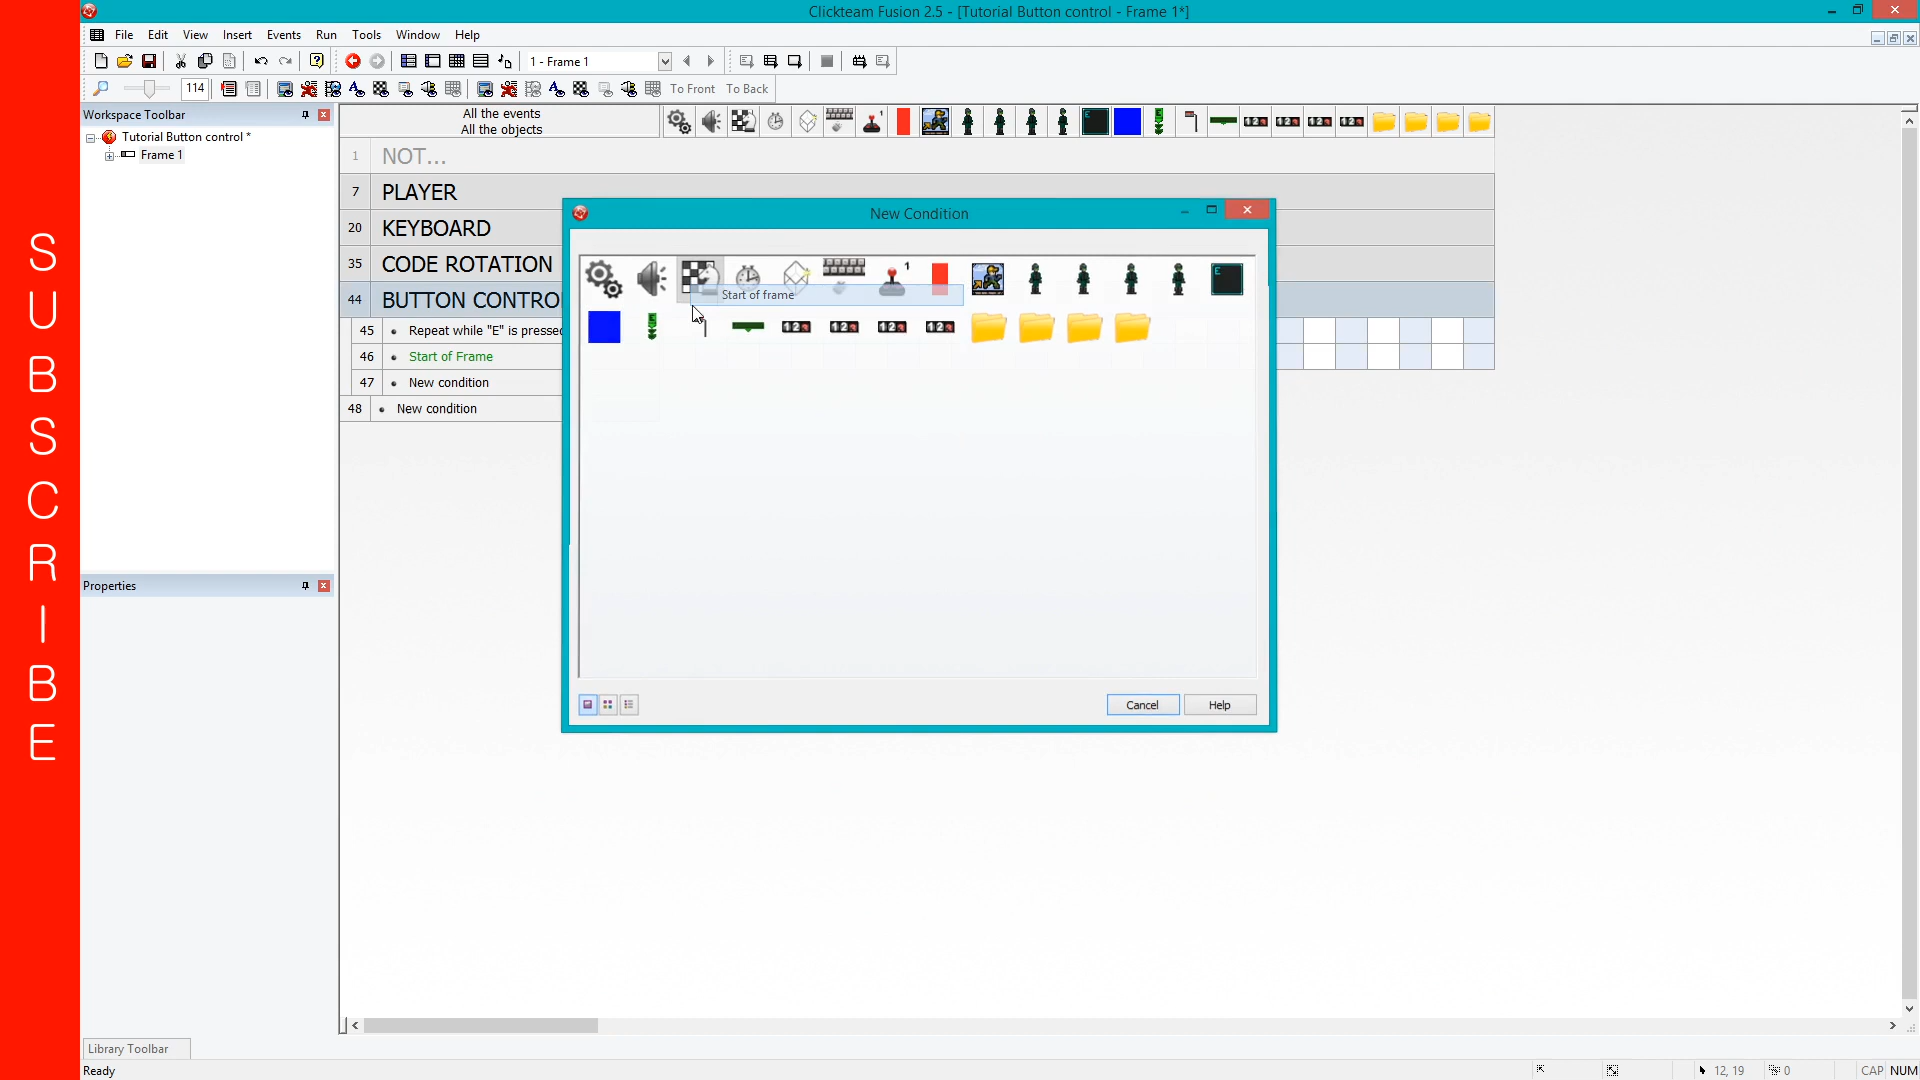 Clickteam Fusion 2.5 - [Tutorial Button control - Frame 1*]
File Edit View Insert Events Run Tools Window Help
1 - Frame 1
114
To Front To Back
Workspace Toolbar
Tutorial Button control *
Frame 1
All the events
All the objects
1 NOT...
7 PLAYER
20 KEYBOARD
35 CODE ROTATION
44 BUTTON CONTRO
45 Repeat while "E" is pressed
46 Start of Frame
47 New condition
48 New condition
New Condition
Start of frame
1
E
Cancel
Help
Properties
Library Toolbar
Ready
12, 19
0
CAP NUM
S
U
B
S
C
R
I
B
E